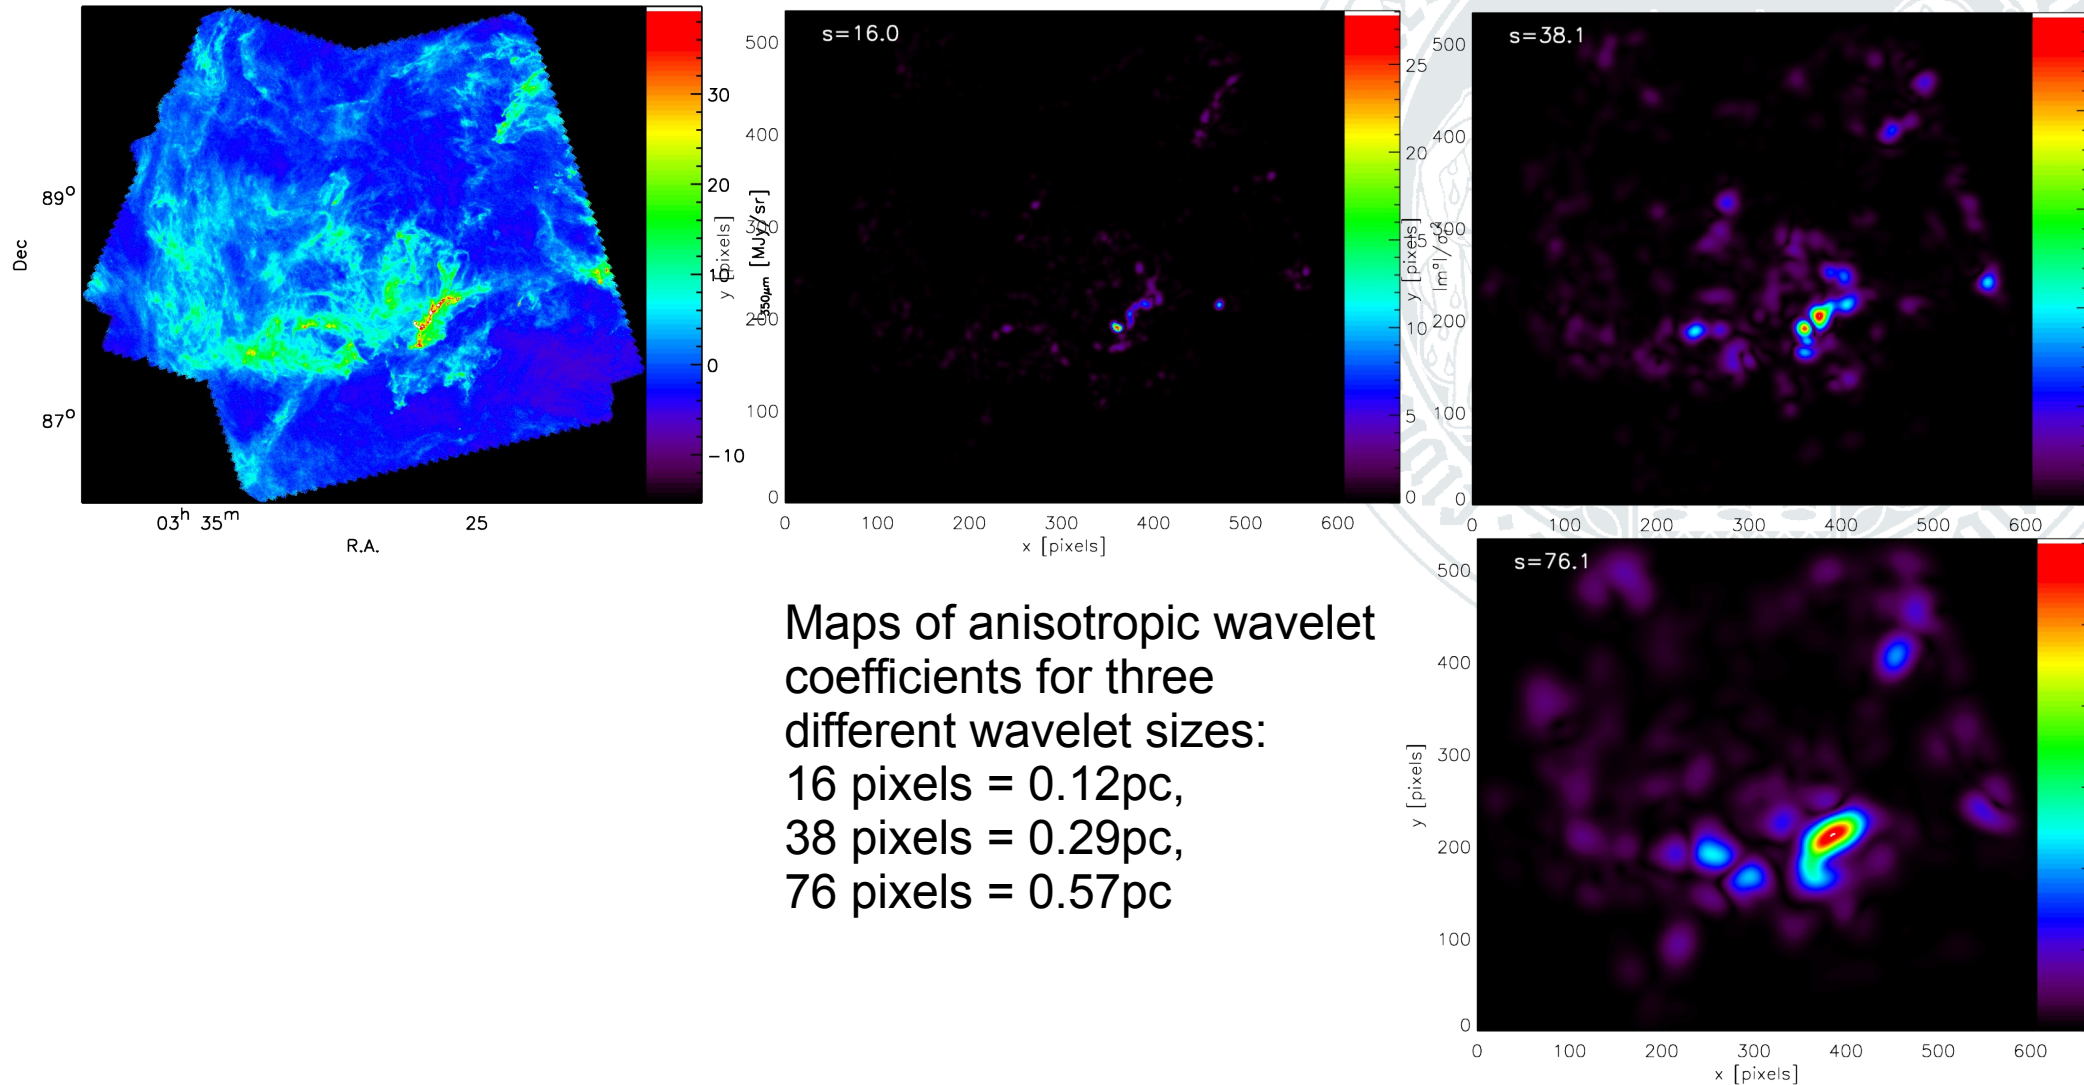 s=16.0
s=38.1
30
20
10
0
−10
89°
87°
Dec
03h 35m
25
R.A.
350μm [MJy/sr]
500
400
300
200
100
0
y [pixels]
0 100 200 300 400 500 600
x [pixels]
25
20
10
5
0
500
400
300
200
100
0
y [pixels]
0 100 200 300 400 500 600
s=76.1
500
400
300
200
100
0
y [pixels]
0 100 200 300 400 500 600
x [pixels]
Maps of anisotropic wavelet
coefficients for three
different wavelet sizes:
16 pixels = 0.12pc,
38 pixels = 0.29pc,
76 pixels = 0.57pc